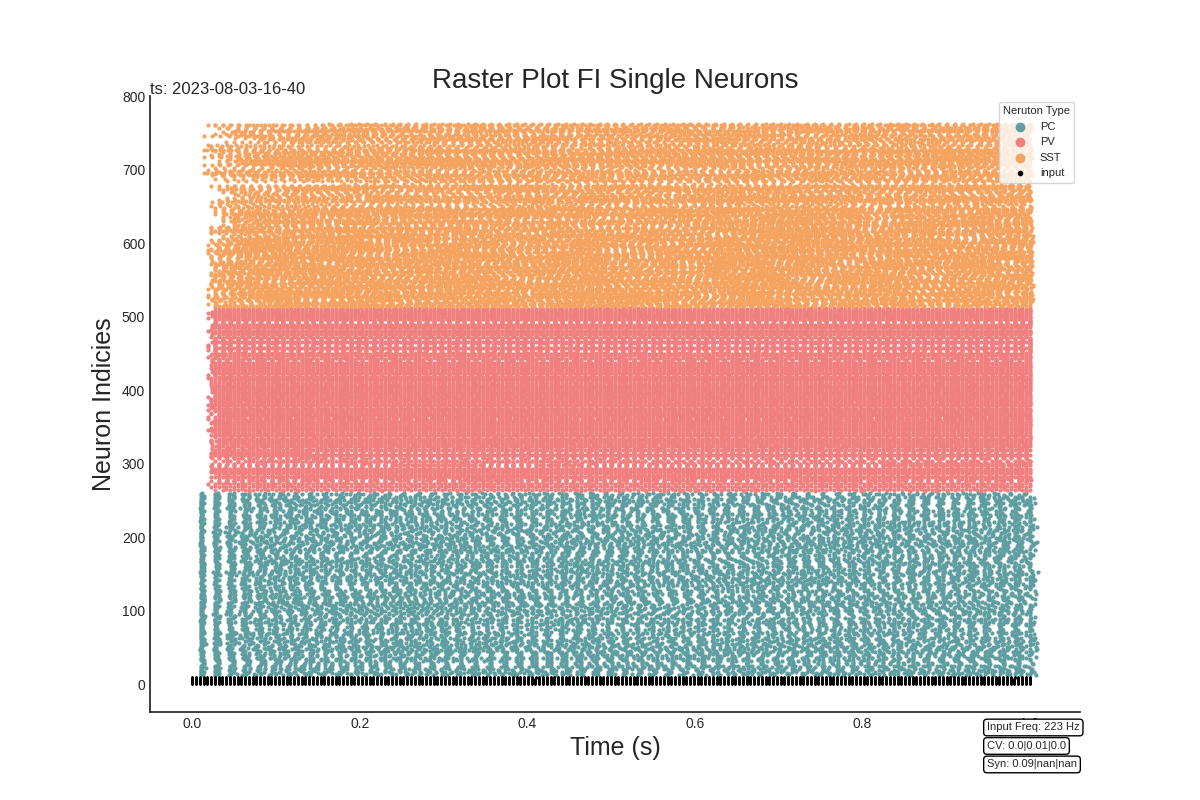 Raster Plot FI Single Neurons
ts: 2023-08-03-16-40
Neruton Type
PC
PV
SST
input
800
700
600
500
400
300
200
100
0
Neuron Indicies
0.0 0.2 0.4 0.6 0.8
Time (s)
Input Freq: 223 Hz
CV: 0.0|0.01|0.0
Syn: 0.09|nan|nan